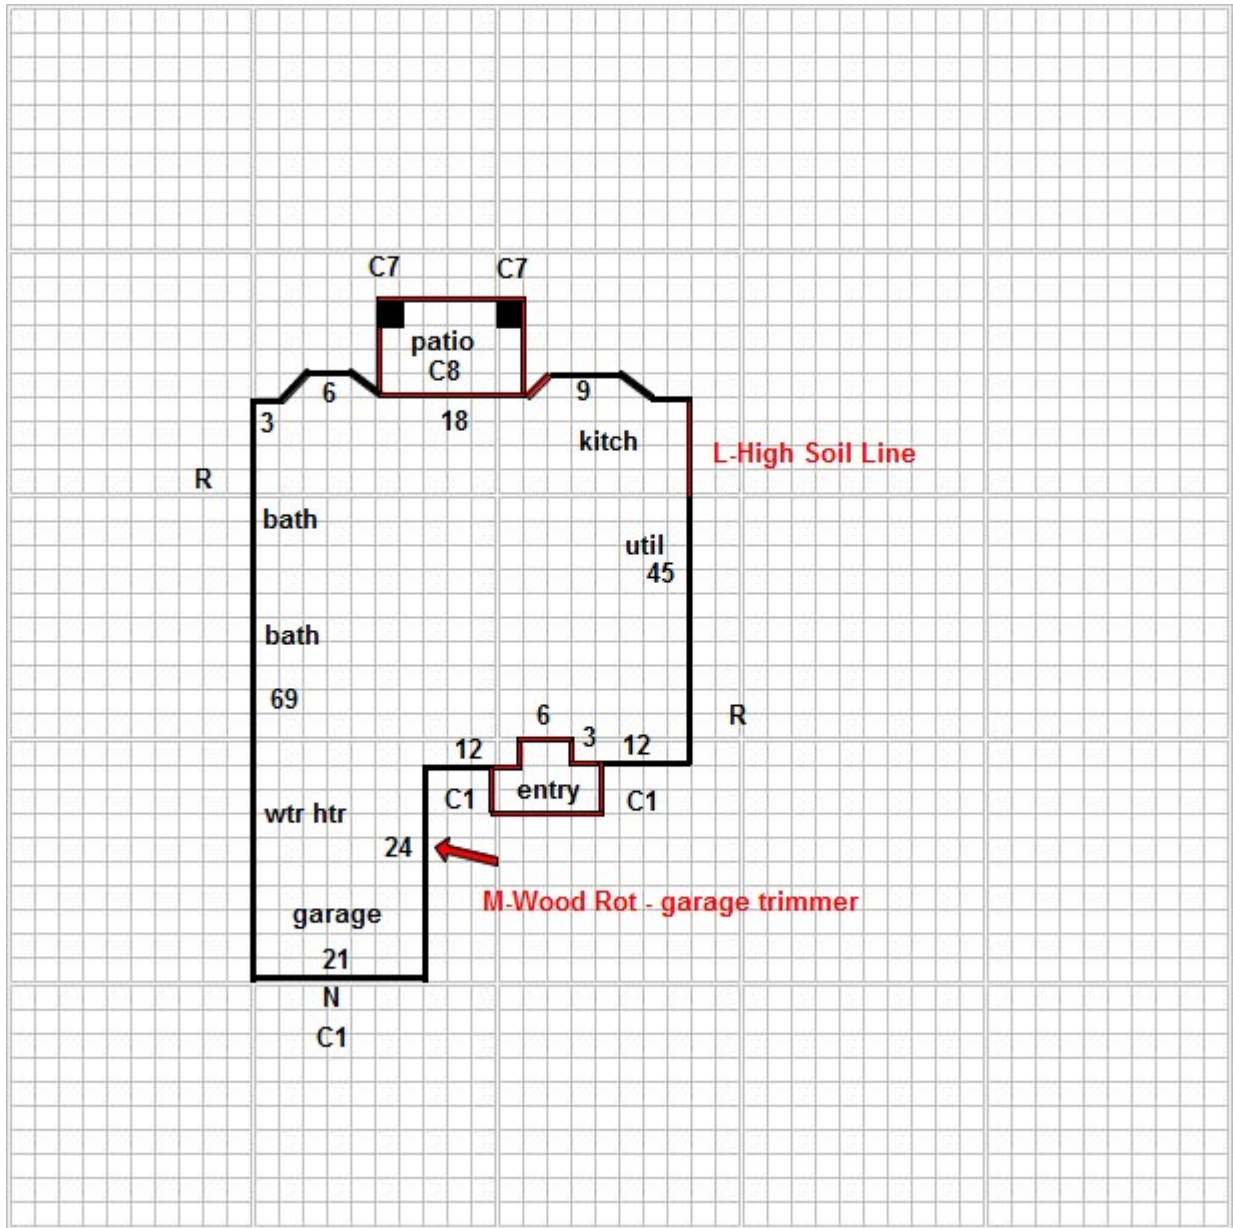 C7
C7
patio
C8
6
9
3
18
kitch
L-High Soil Line
R
bath
util
45
bath
69
6
R
12
3
12
entry
C1
C1
wtr htr
24
M-Wood Rot - garage trimmer
garage
21
N
C1